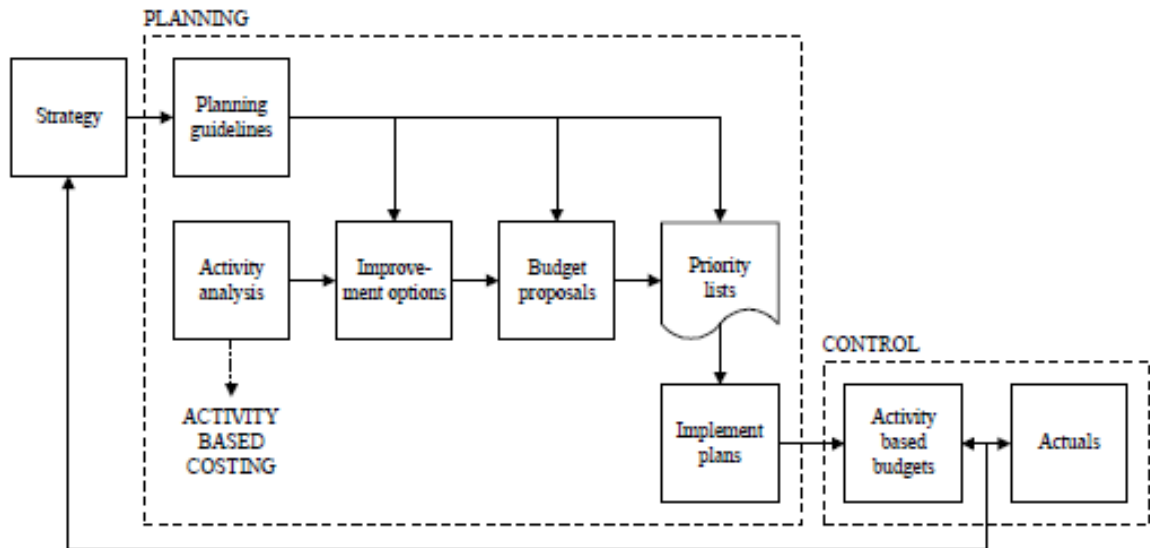 PLANNING
Strategy
Planning
guidelines
Activity
analysis
Improve-
ment options
Budget
proposals
Priority
lists
ACTIVITY
BASED
COSTING
Implement
plans
CONTROL
Activity
based
budgets
Actuals